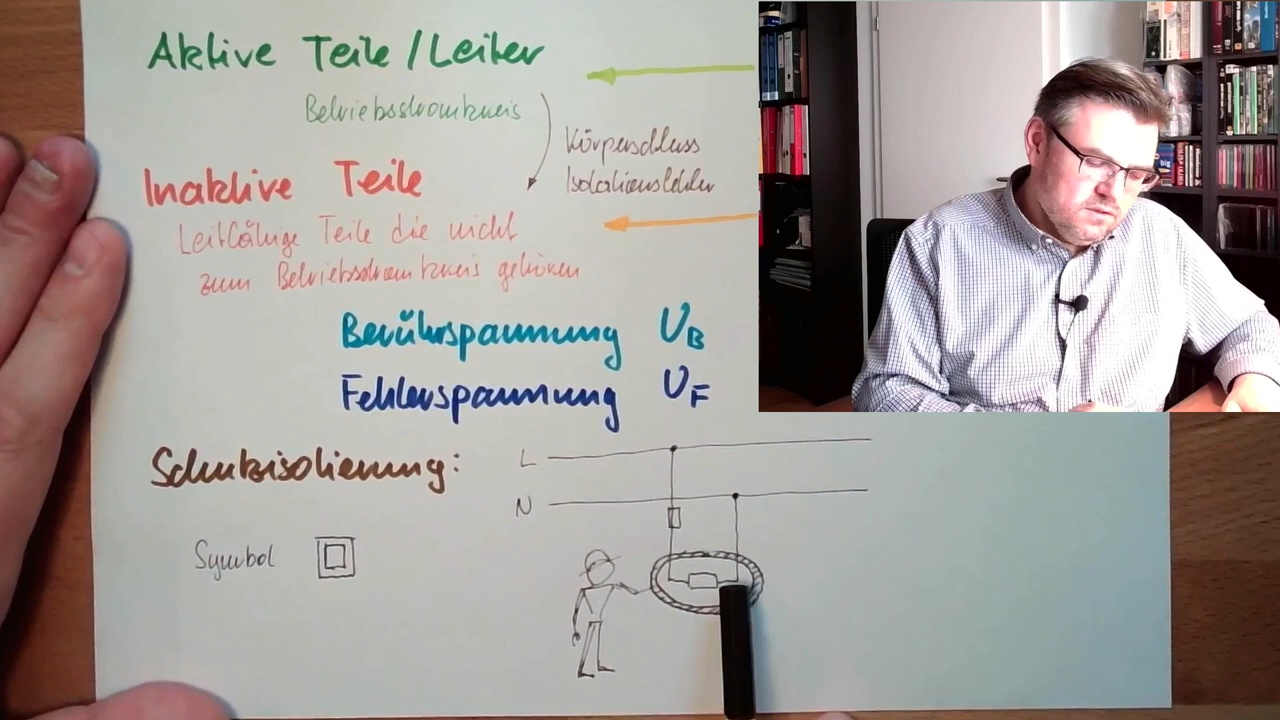 Aktive Teile / Leiter
Betriebsstromkreis
Körperschluss
Isolationsfehler
Inaktive Teile
Leitfähige Teile die nicht
zum Betriebsstromkreis gehören
Berührspannung U_B
Fehlerspannung U_F
Schutzisolierung:
L
N
Symbol
big